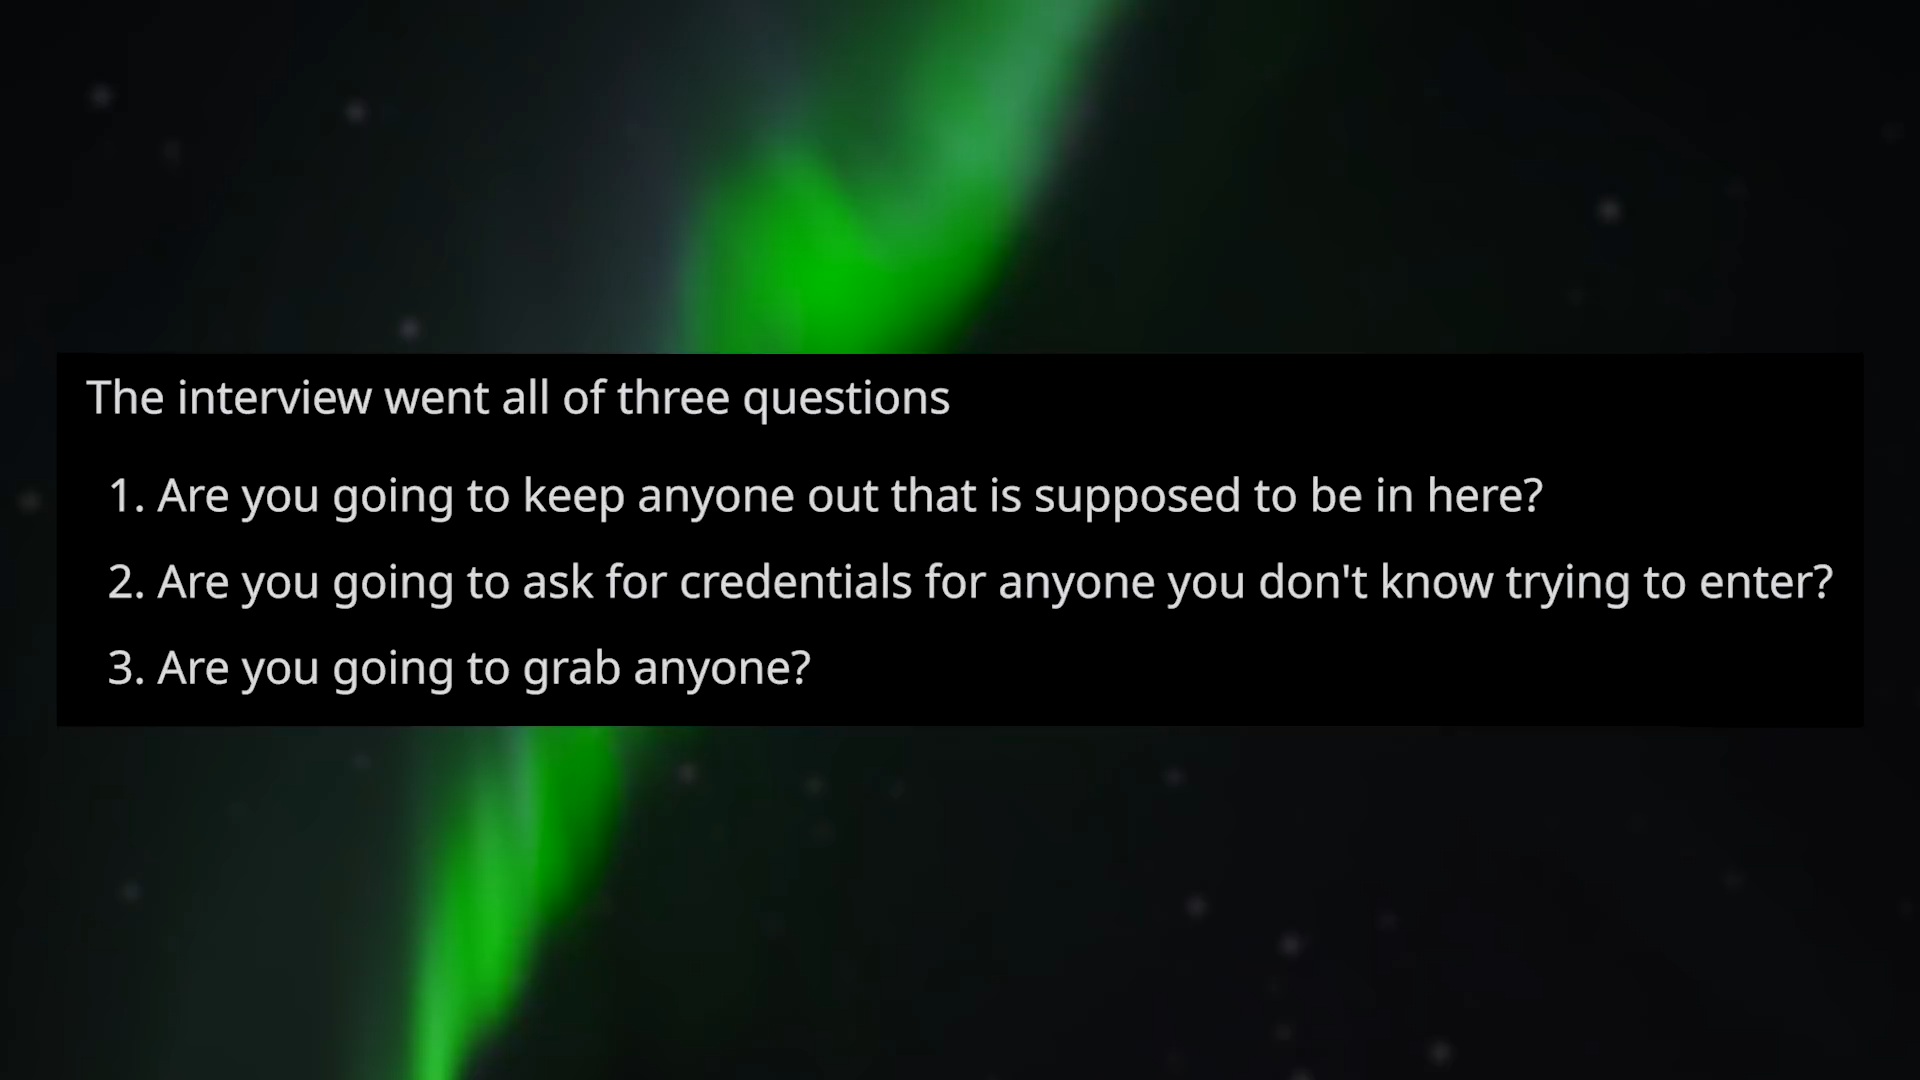 The interview went all of three questions
1. Are you going to keep anyone out that is supposed to be in here?
2. Are you going to ask for credentials for anyone you don't know trying to enter?
3. Are you going to grab anyone?